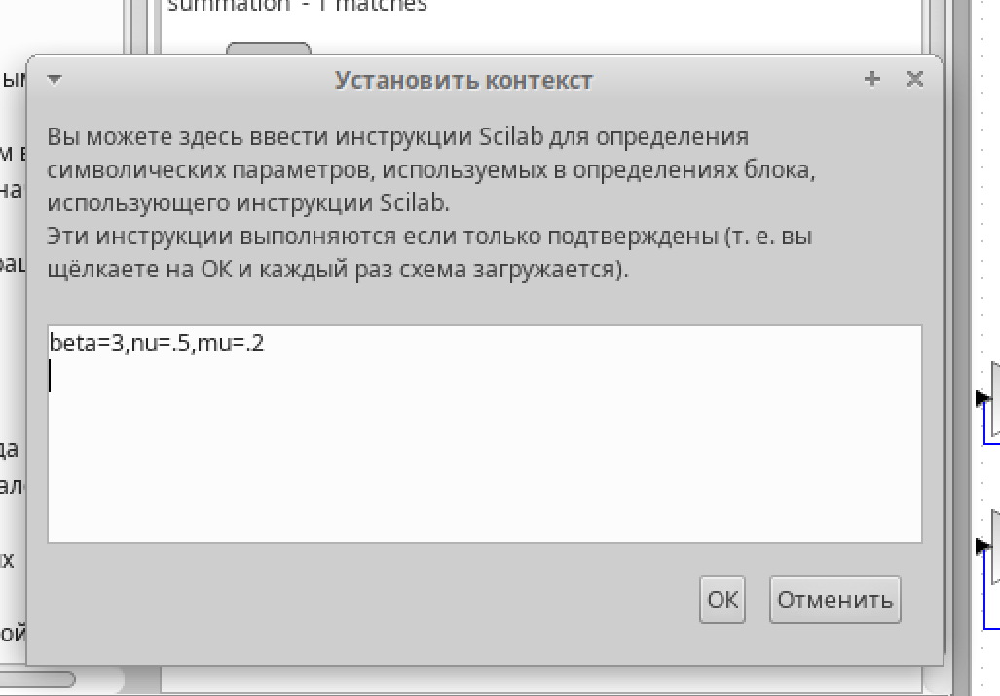 summation - 1 matches
Установить контекст
Вы можете здесь ввести инструкции Scilab для определения
символических параметров, используемых в определениях блока,
использующего инструкции Scilab.
Эти инструкции выполняются если только подтверждены (т. е. вы
щёлкаете на ОК и каждый раз схема загружается).
beta=3,nu=.5,mu=.2
ОК
Отменить